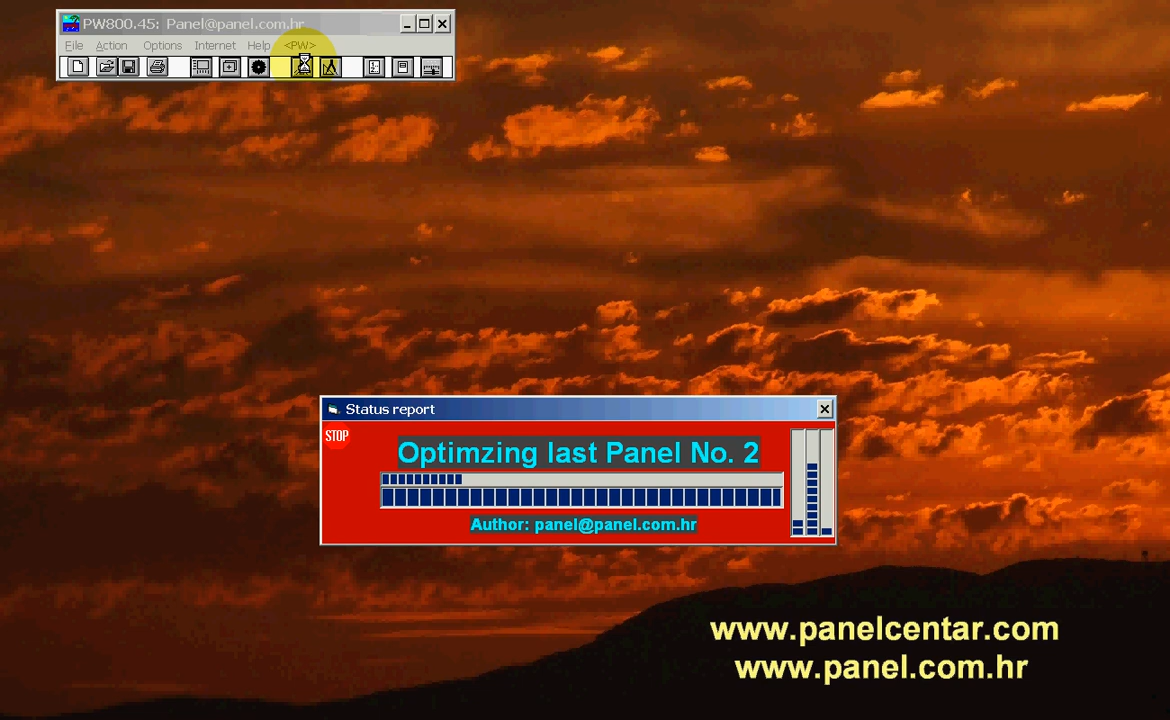 PW800.45: Panel@panel.com.hr
File Action Options Internet Help <PW>
Status report
STOP
Optimzing last Panel No. 2
Author: panel@panel.com.hr
www.panelcentar.com
www.panel.com.hr